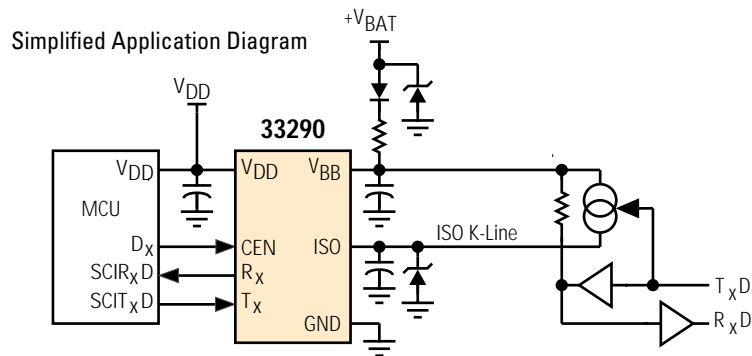 Simplified Application Diagram
+VBAT
VDD
33290
VDD
VDD
VBB
MCU
ISO K-Line
Dx
CEN
ISO
SCIRxD
Rx
SCITxD
Tx
TxD
GND
RxD